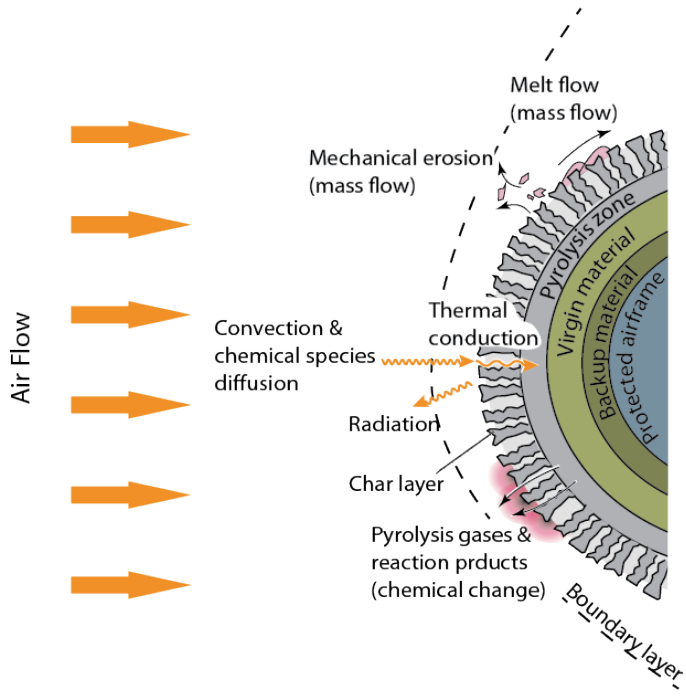 Melt flow
(mass flow)
Mechanical erosion
(mass flow)
Pyrolysis zone
Virgin material
Backup material
Protected airframe
Thermal
conduction
Convection &
chemical species
diffusion
Air Flow
Radiation
Char layer
Pyrolysis gases &
reaction prducts
(chemical change)
Boundary layer